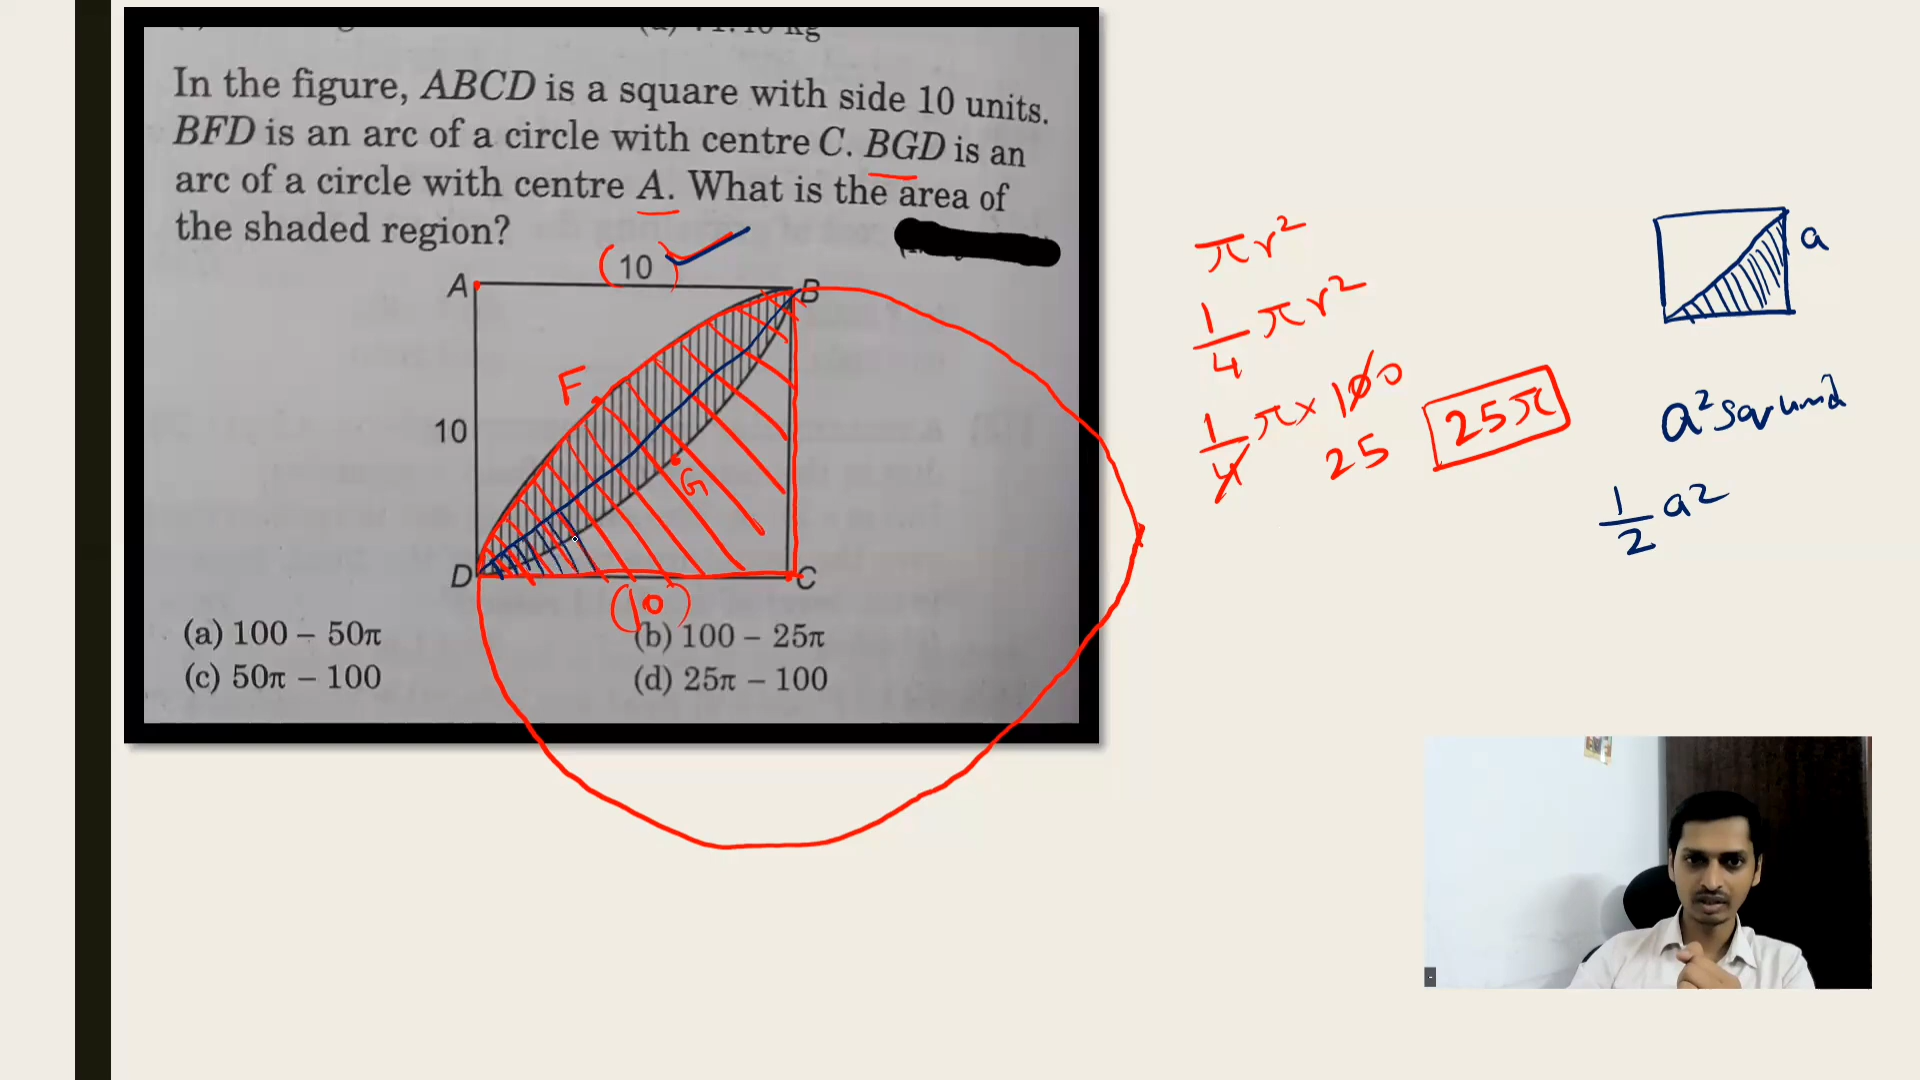 kg
In the figure, ABCD is a square with side 10 units.
BFD is an arc of a circle with centre C. BGD is an
arc of a circle with centre A. What is the area of
the shaded region?
(10)
A
B
F
10
G
D
C
(10)
(a) 100 – 50π
(b) 100 – 25π
(c) 50π – 100
(d) 25π – 100
πr²
1/4 πr²
1/4 π × 100
25
25π
a
a²
1/2 a²